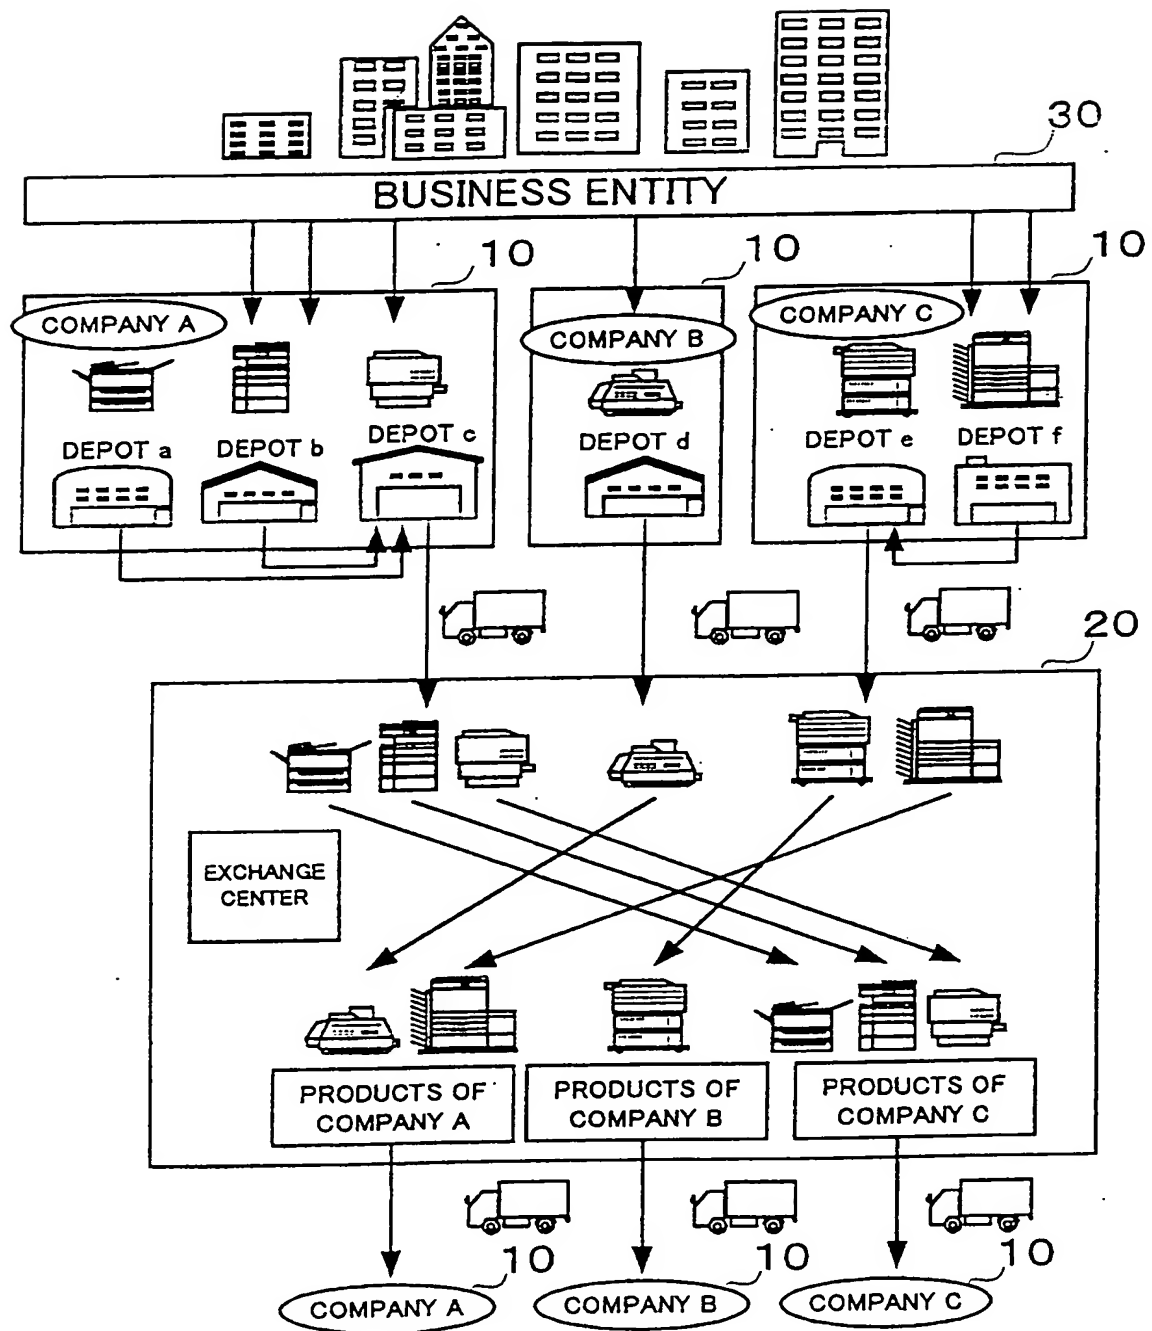 30
BUSINESS ENTITY
10
10
10
COMPANY A
COMPANY B
COMPANY C
DEPOT a
DEPOT b
DEPOT c
DEPOT d
DEPOT e
DEPOT f
20
EXCHANGE
CENTER
PRODUCTS OF
COMPANY A
PRODUCTS OF
COMPANY B
PRODUCTS OF
COMPANY C
10
10
10
COMPANY A
COMPANY B
COMPANY C